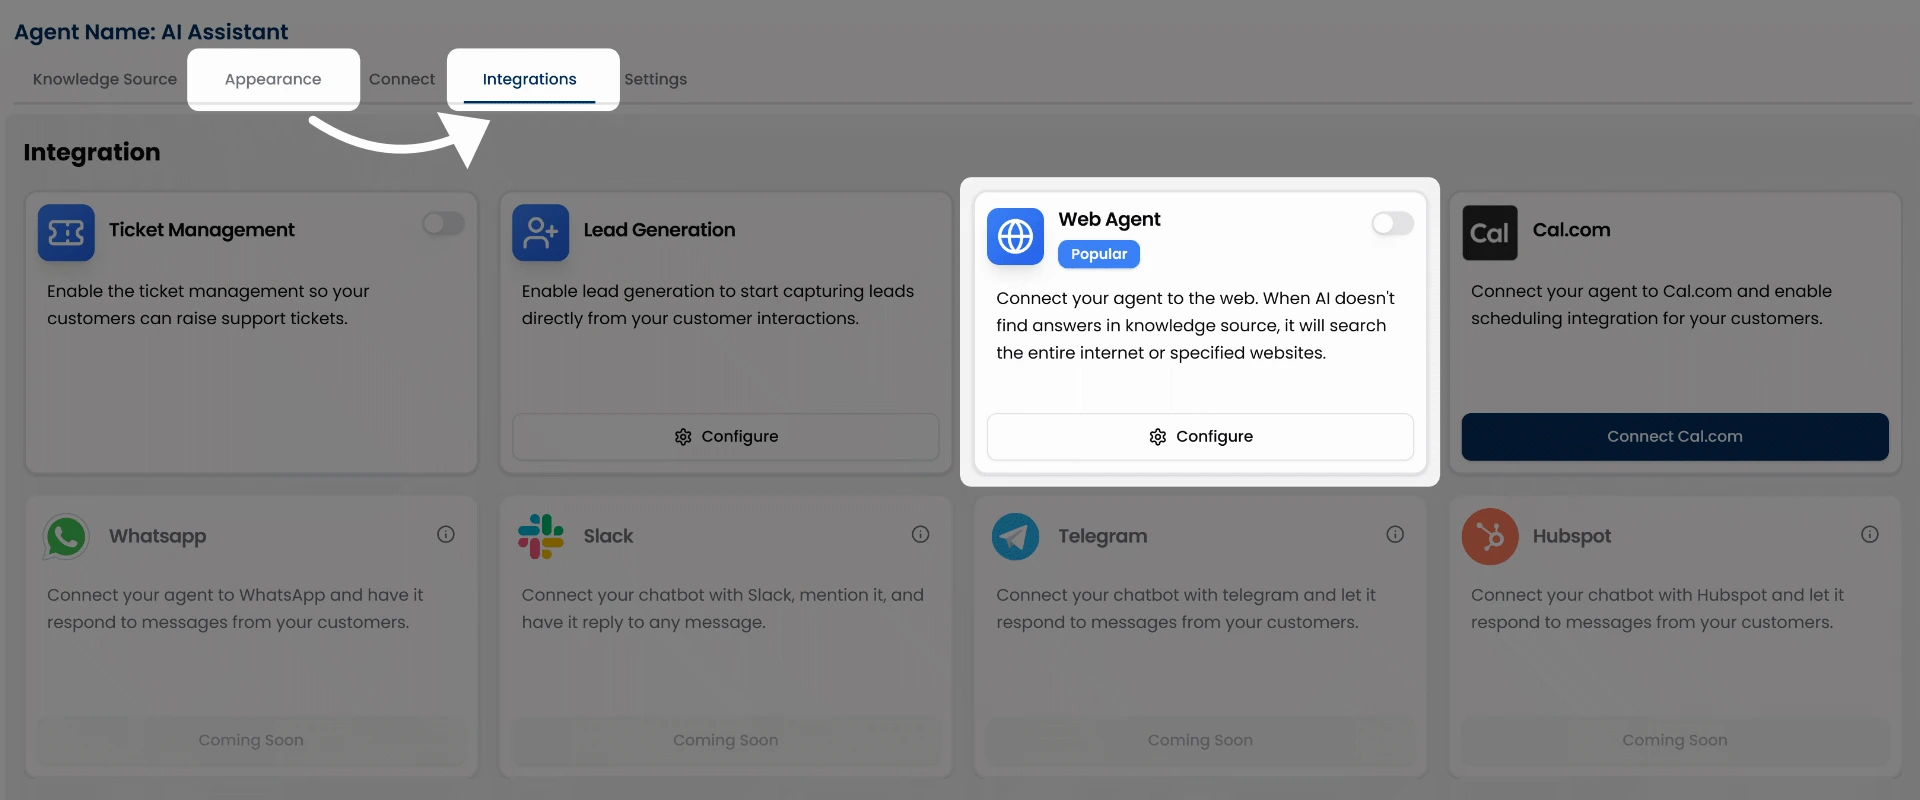 Agent Name: AI Assistant
Knowledge Source
Appearance
Connect
Integrations
Settings
Integration
Ticket Management
Enable the ticket management so your
customers can raise support tickets.
Lead Generation
Enable lead generation to start capturing leads
directly from your customer interactions.
Configure
Web Agent
Popular
Connect your agent to the web. When AI doesn't
find answers in knowledge source, it will search
the entire internet or specified websites.
Configure
Cal
Cal.com
Connect your agent to Cal.com and enable
scheduling integration for your customers.
Connect Cal.com
Whatsapp
Connect your agent to WhatsApp and have it
respond to messages from your customers.
Coming Soon
Slack
Connect your chatbot with Slack, mention it, and
have it reply to any message.
Coming Soon
Telegram
Connect your chatbot with telegram and let it
respond to messages from your customers.
Coming Soon
Hubspot
Connect your chatbot with Hubspot and let it
respond to messages from your customers.
Coming Soon